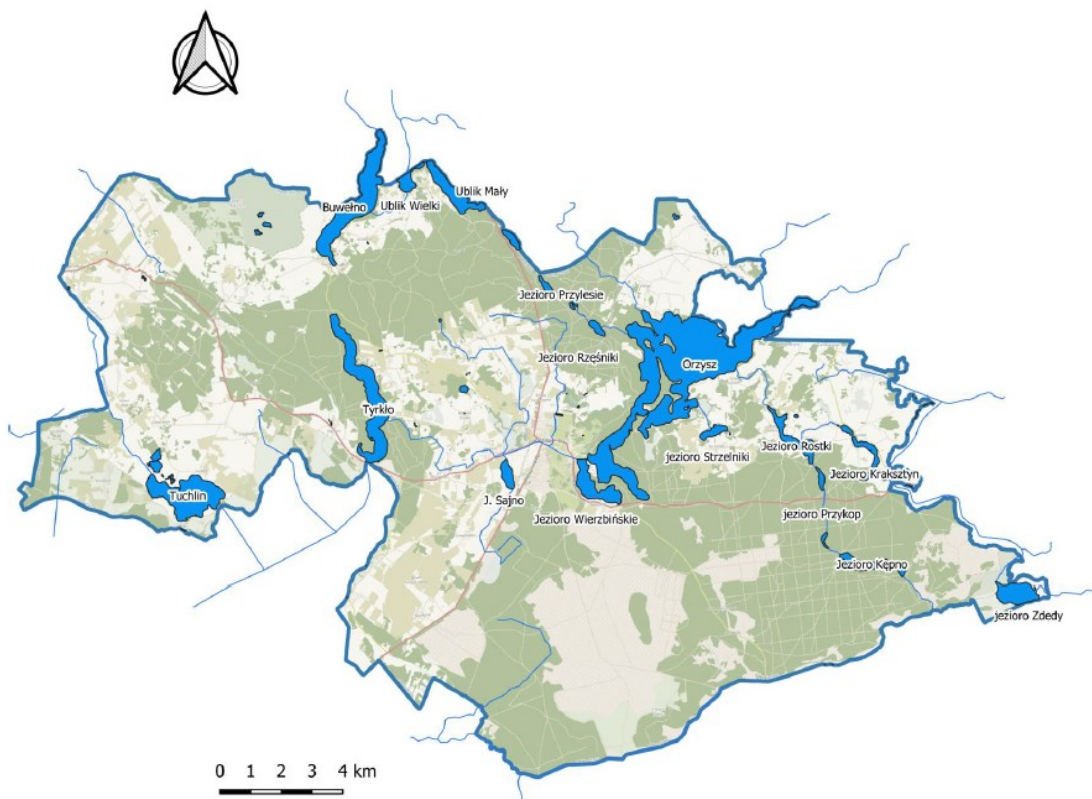 Ublik Mały
Buwełno
Ublik Wielki
Jezioro Przylesie
Jezioro Rzęśniki
Orzysz
Tyrkło
Jezioro Rostki
jezioro Strzelniki
Jezioro Kraksztyn
Tuchlin
J. Sajno
jezioro Przykop
Jezioro Wierzbińskie
Jezioro Kępno
jezioro Zdedy
0 1 2 3 4 km